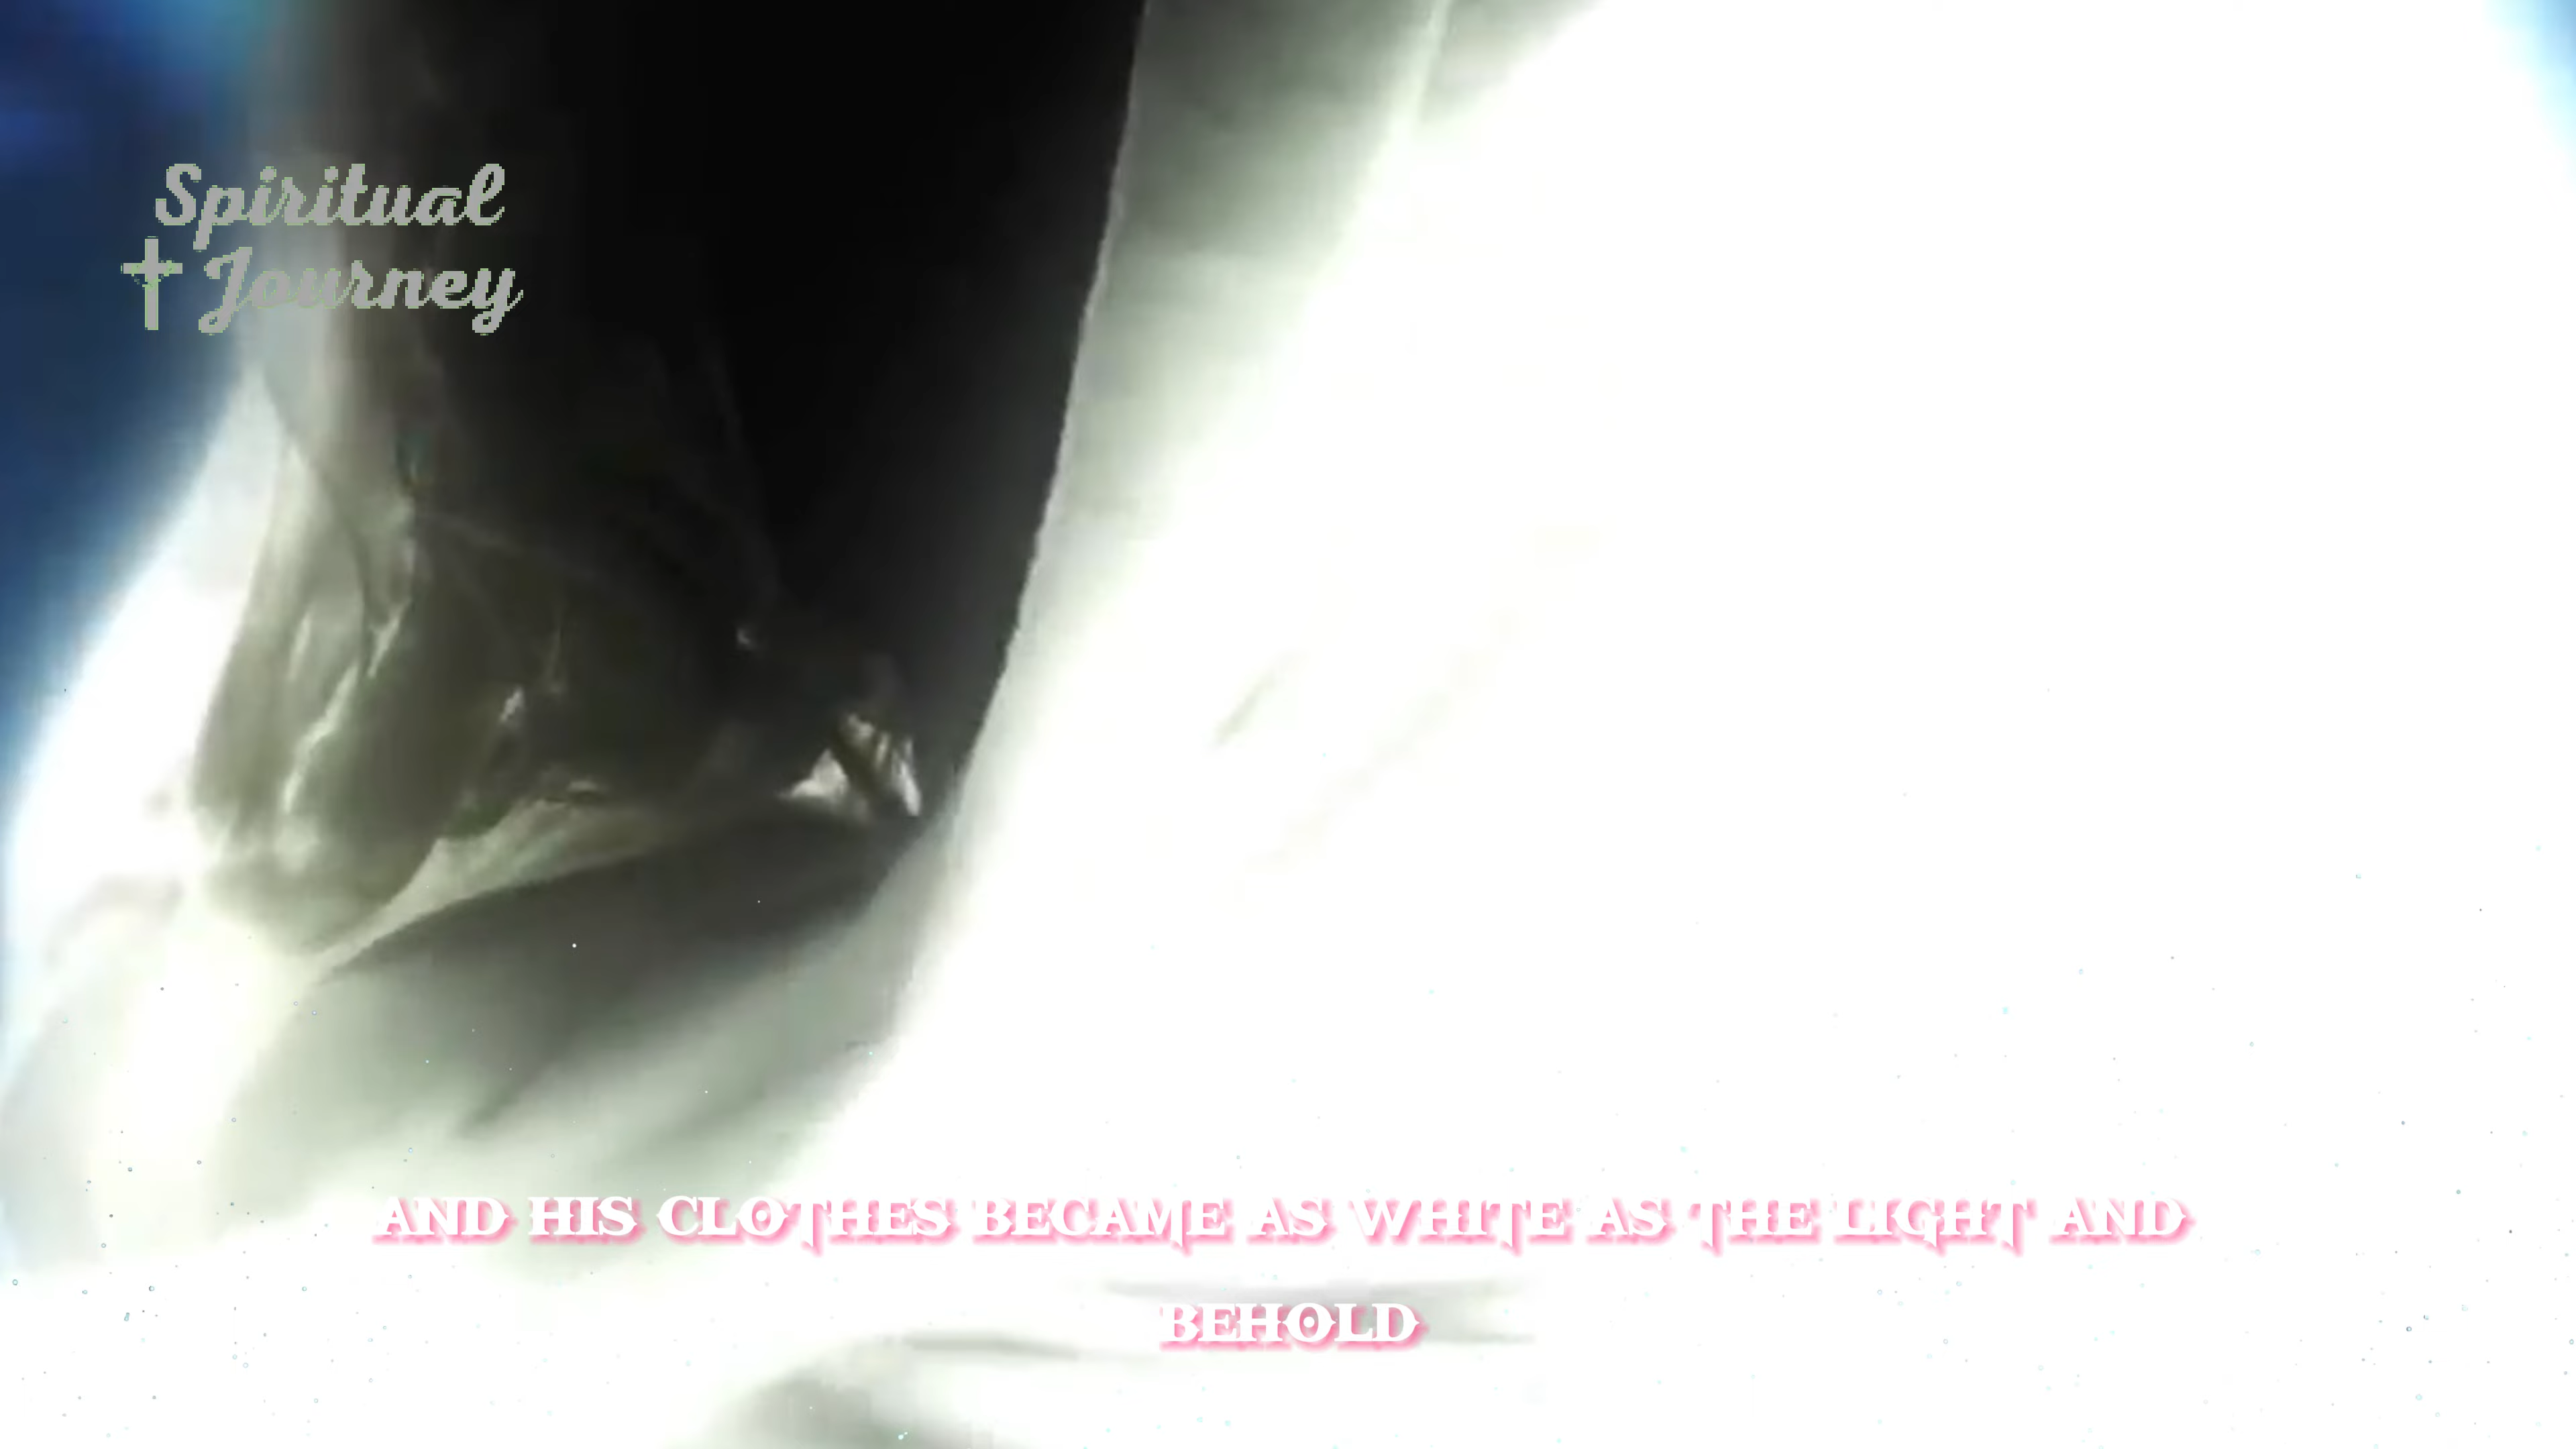 Spiritual
Journey
AND HIS CLOTHES BECAME AS WHITE AS THE LIGHT AND
BEHOLD